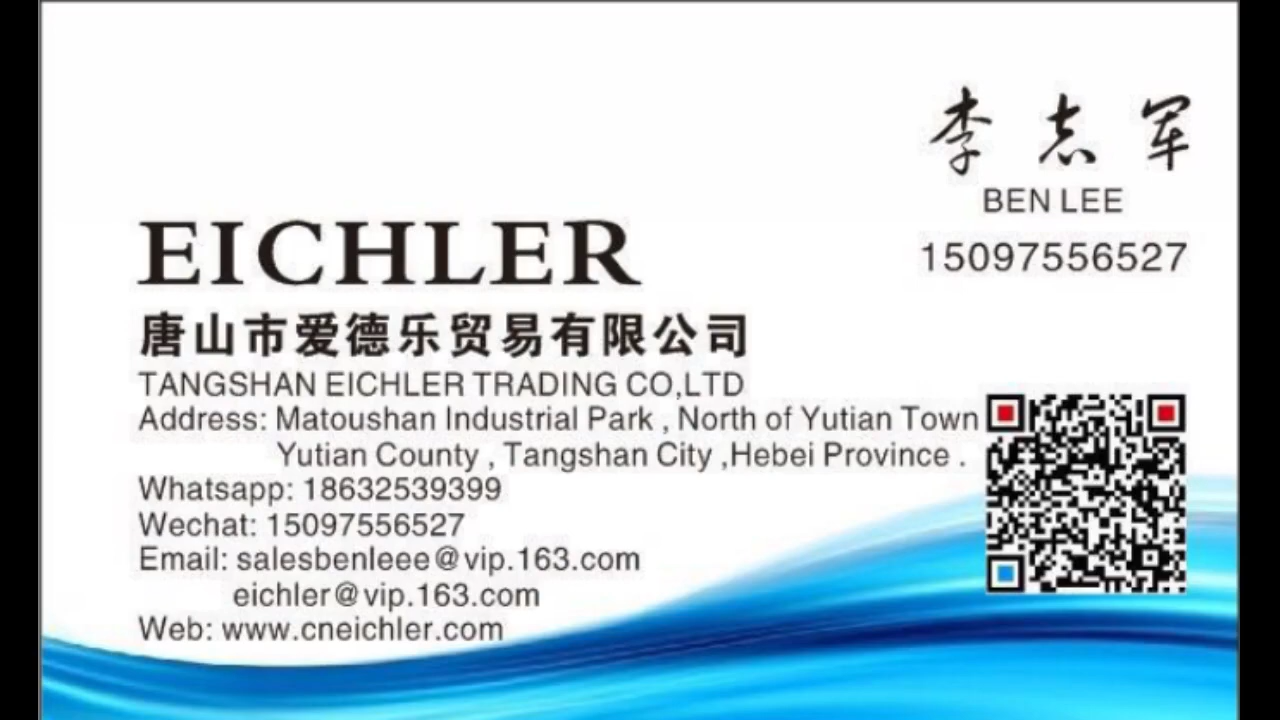 李志军
BEN LEE
15097556527
EICHLER
唐山市爱德乐贸易有限公司
TANGSHAN EICHLER TRADING CO,LTD
Address: Matoushan Industrial Park , North of Yutian Town
Yutian County , Tangshan City ,Hebei Province .
Whatsapp: 18632539399
Wechat: 15097556527
Email: salesbenleee@vip.163.com
eichler@vip.163.com
Web: www.cneichler.com